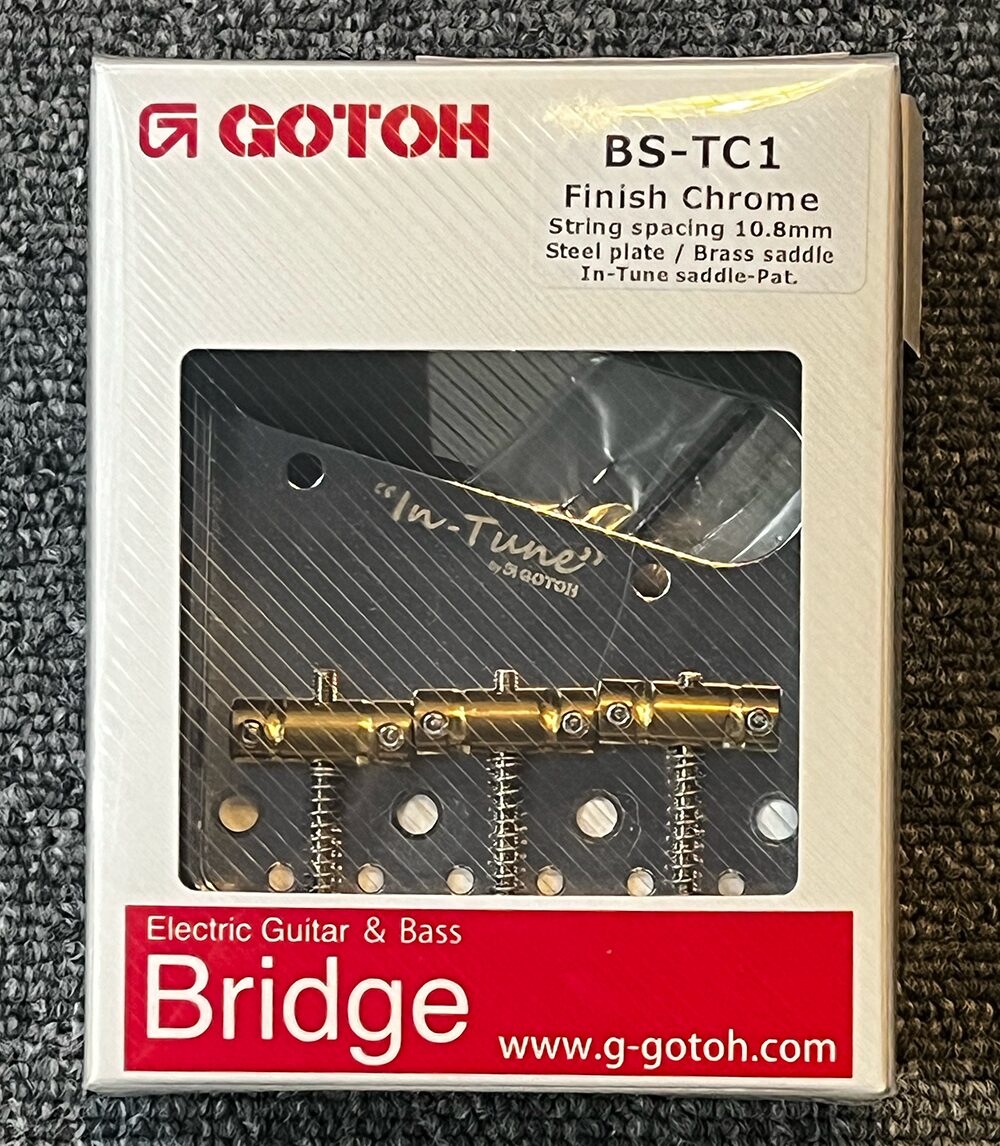 GOTOH
BS-TC1
Finish Chrome
String spacing 10.8mm
Steel plate / Brass saddle
In-Tune saddle-Pat.
"In-Tune"
by GOTOH
Electric Guitar & Bass
Bridge
www.g-gotoh.com